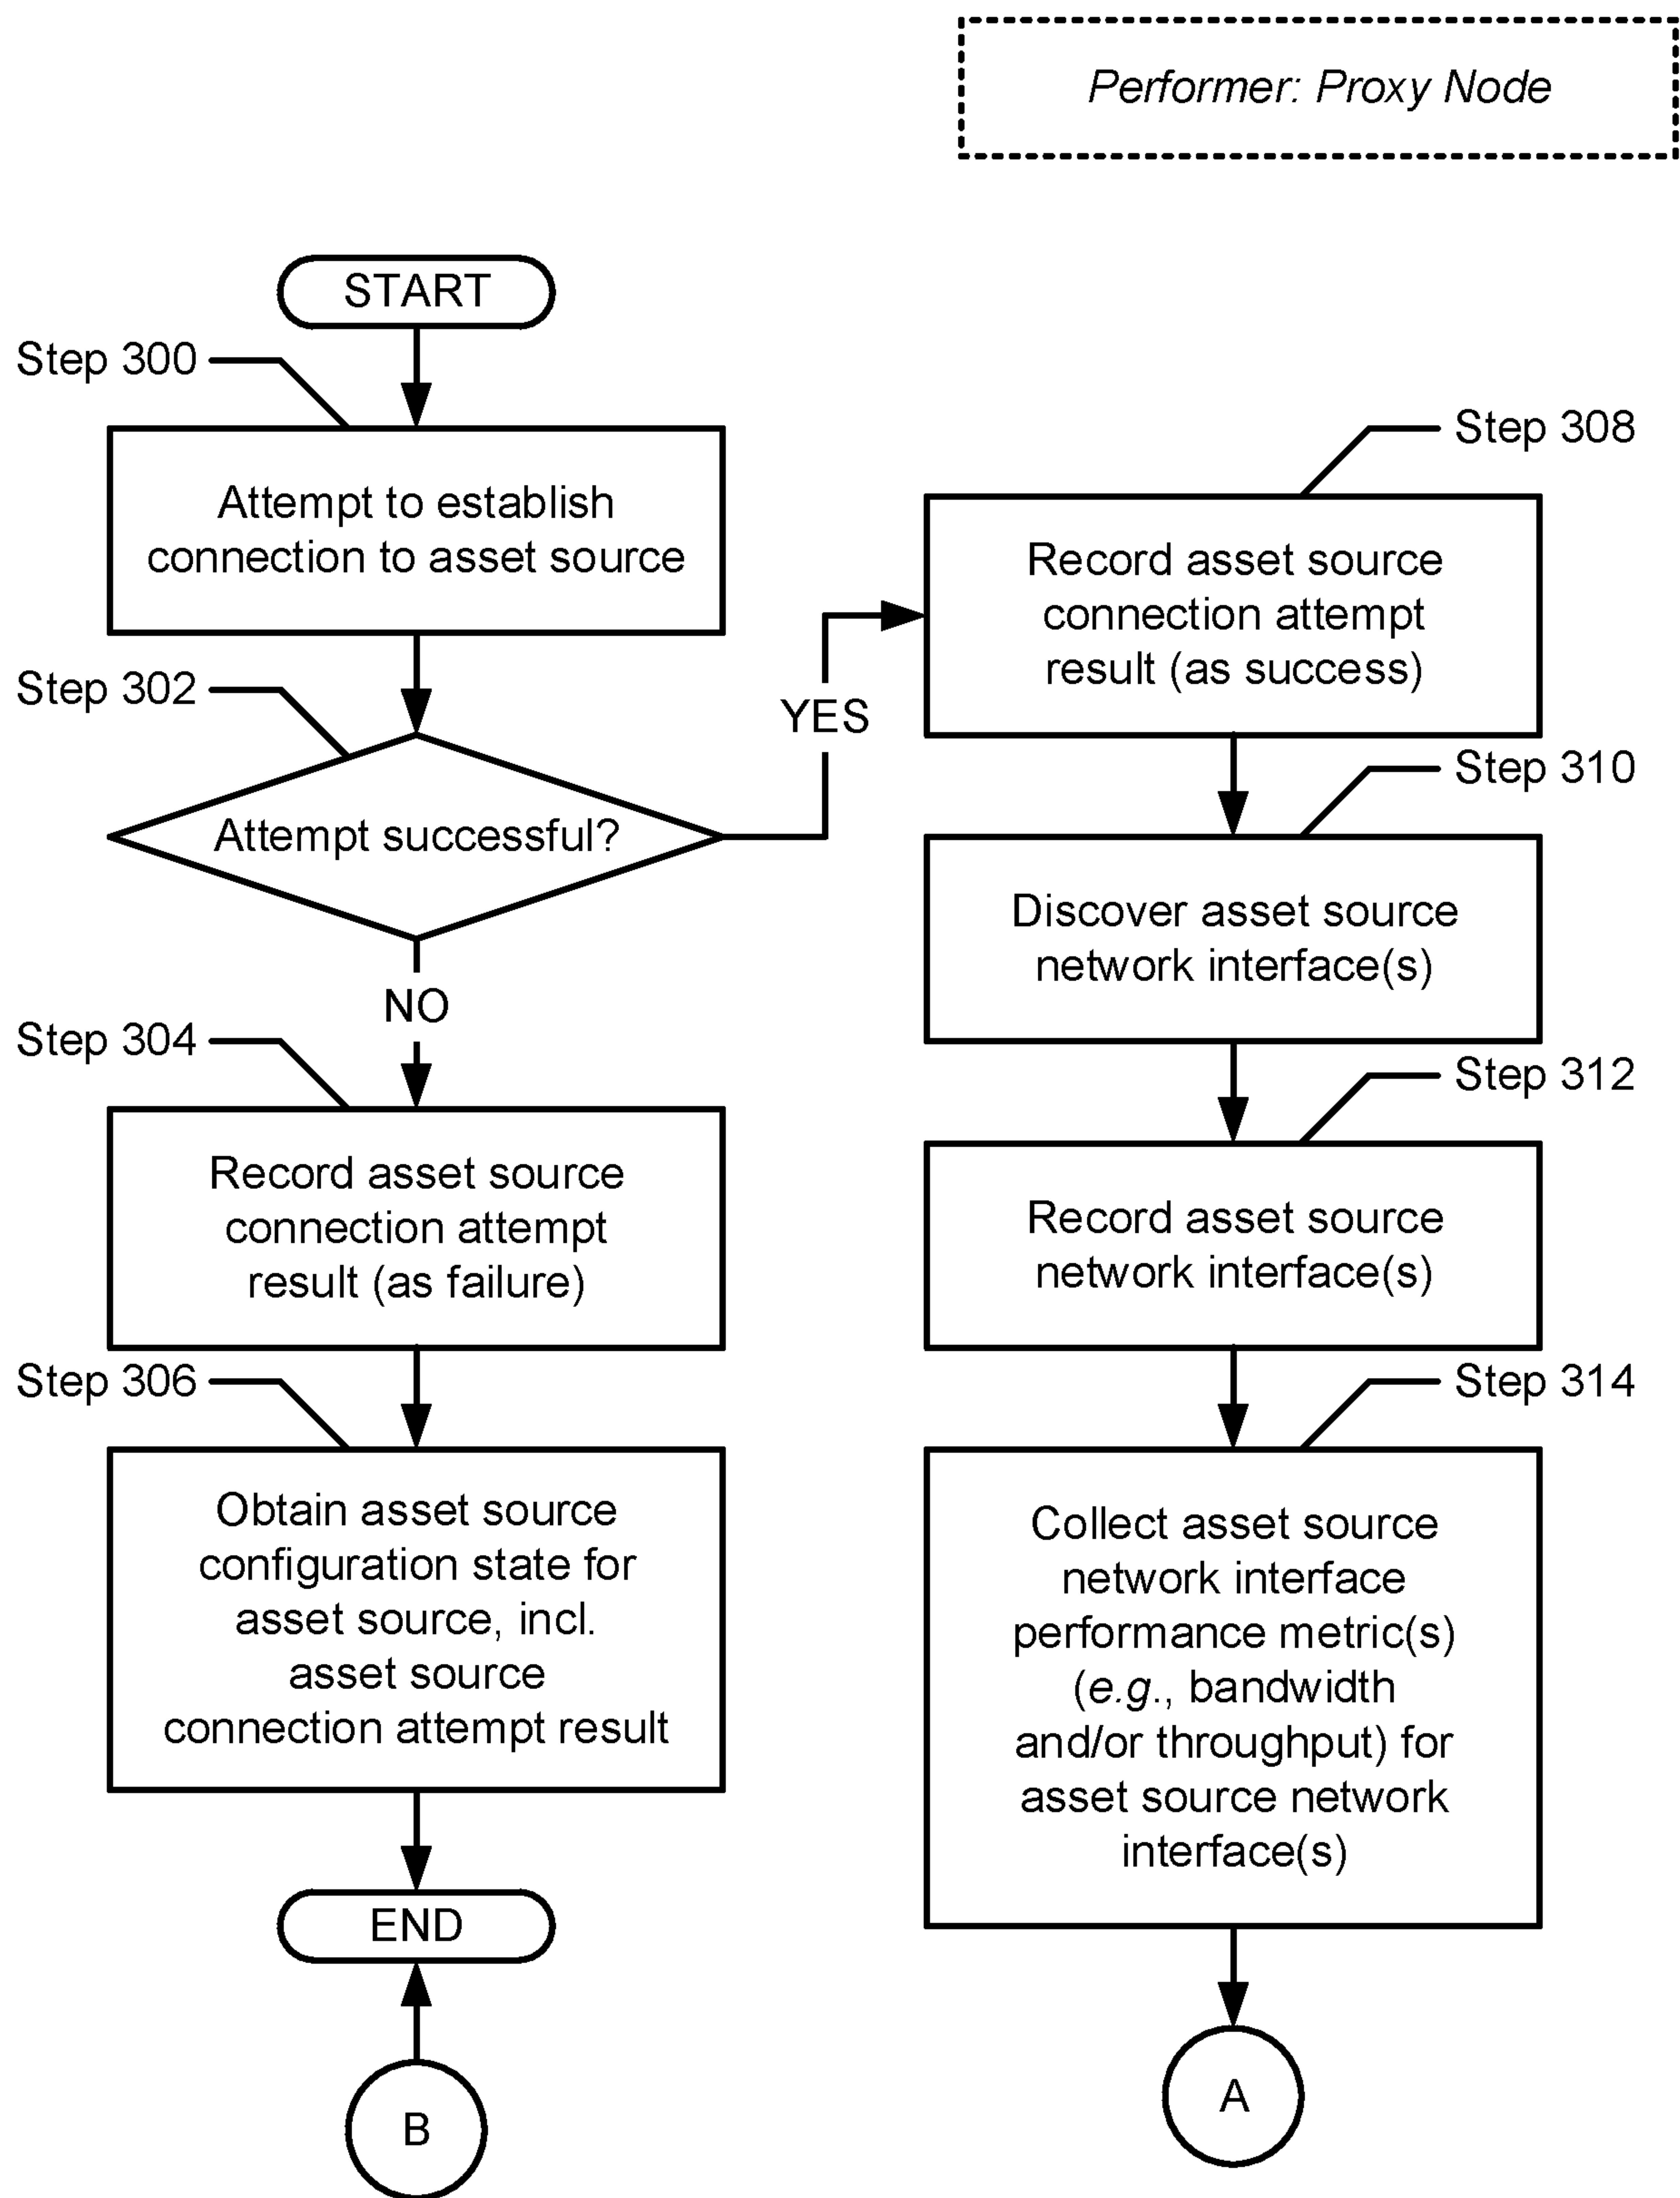 Performer: Proxy Node
START
Step 300
Attempt to establish
connection to asset source
Step 302
Attempt successful?
YES
NO
Step 304
Record asset source
connection attempt
result (as failure)
Step 306
Obtain asset source
configuration state for
asset source, incl.
asset source
connection attempt result
END
B
Step 308
Record asset source
connection attempt
result (as success)
Step 310
Discover asset source
network interface(s)
Step 312
Record asset source
network interface(s)
Step 314
Collect asset source
network interface
performance metric(s)
(e.g., bandwidth
and/or throughput) for
asset source network
interface(s)
A